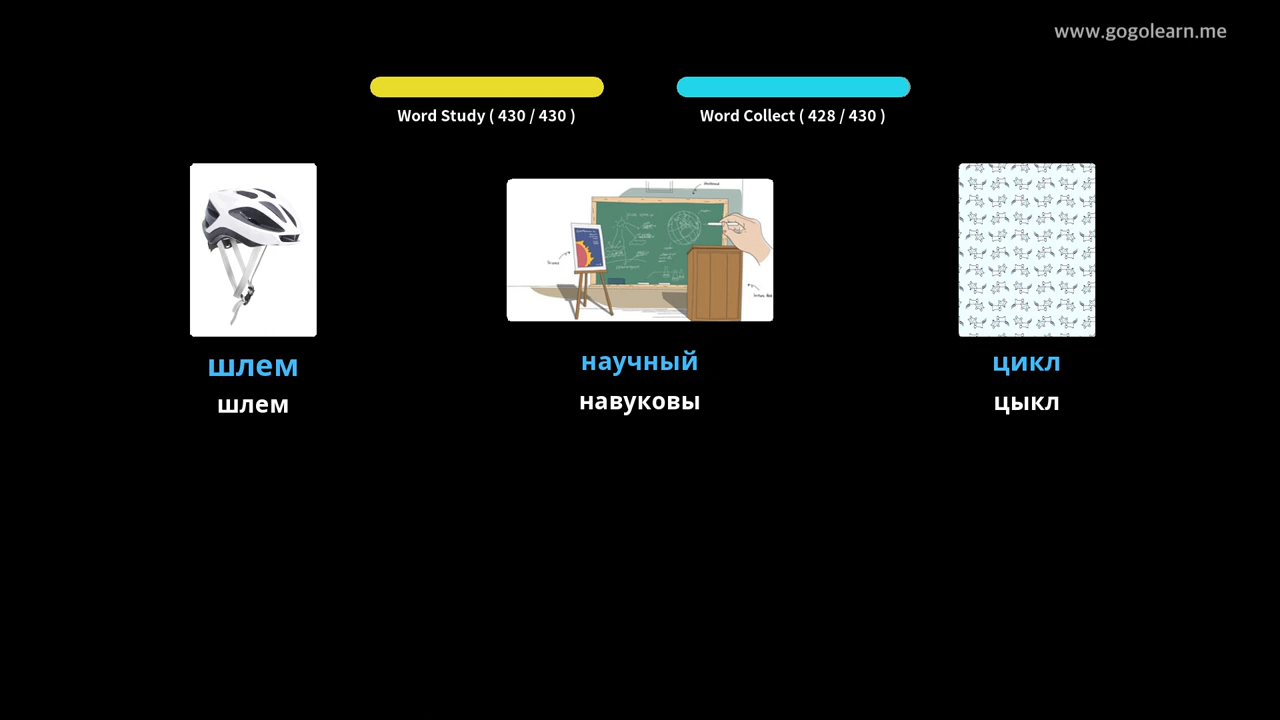 www.gogolearn.me
Word Study ( 430 / 430 )
Word Collect ( 428 / 430 )
шлем
научный
цикл
шлем
навуковы
цыкл